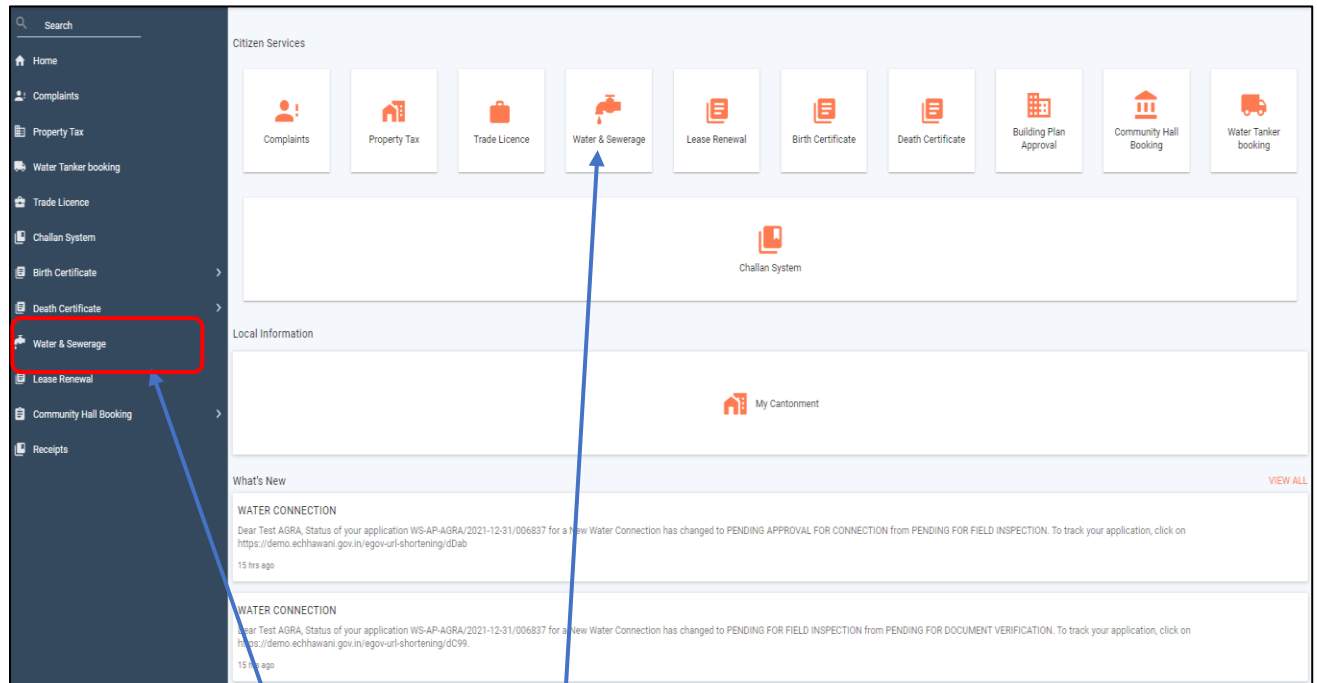 Search
Home
Complaints
Property Tax
Water Tanker booking
Trade Licence
Challan System
Birth Certificate
Death Certificate
Water & Sewerage
Lease Renewal
Community Hall Booking
Receipts
Citizen Services
Complaints
Property Tax
Trade Licence
Water & Sewerage
Lease Renewal
Birth Certificate
Death Certificate
Building Plan
Approval
Community Hall
Booking
Water Tanker
booking
Challan System
Local Information
My Cantonment
What's New
VIEW ALL
WATER CONNECTION
Dear Test AGRA, Status of your application WS-AP-AGRA/2021-12-31/006837 for a New Water Connection has changed to PENDING APPROVAL FOR CONNECTION from PENDING FOR FIELD INSPECTION. To track your application, click on
https://demo.echhawani.gov.in/egov-url-shortening/dDab
15 hrs ago
WATER CONNECTION
Dear Test AGRA, Status of your application WS-AP-AGRA/2021-12-31/006837 for a New Water Connection has changed to PENDING FOR FIELD INSPECTION from PENDING FOR DOCUMENT VERIFICATION. To track your application, click on
https://demo.echhawani.gov.in/egov-url-shortening/dC99.
15 hrs ago